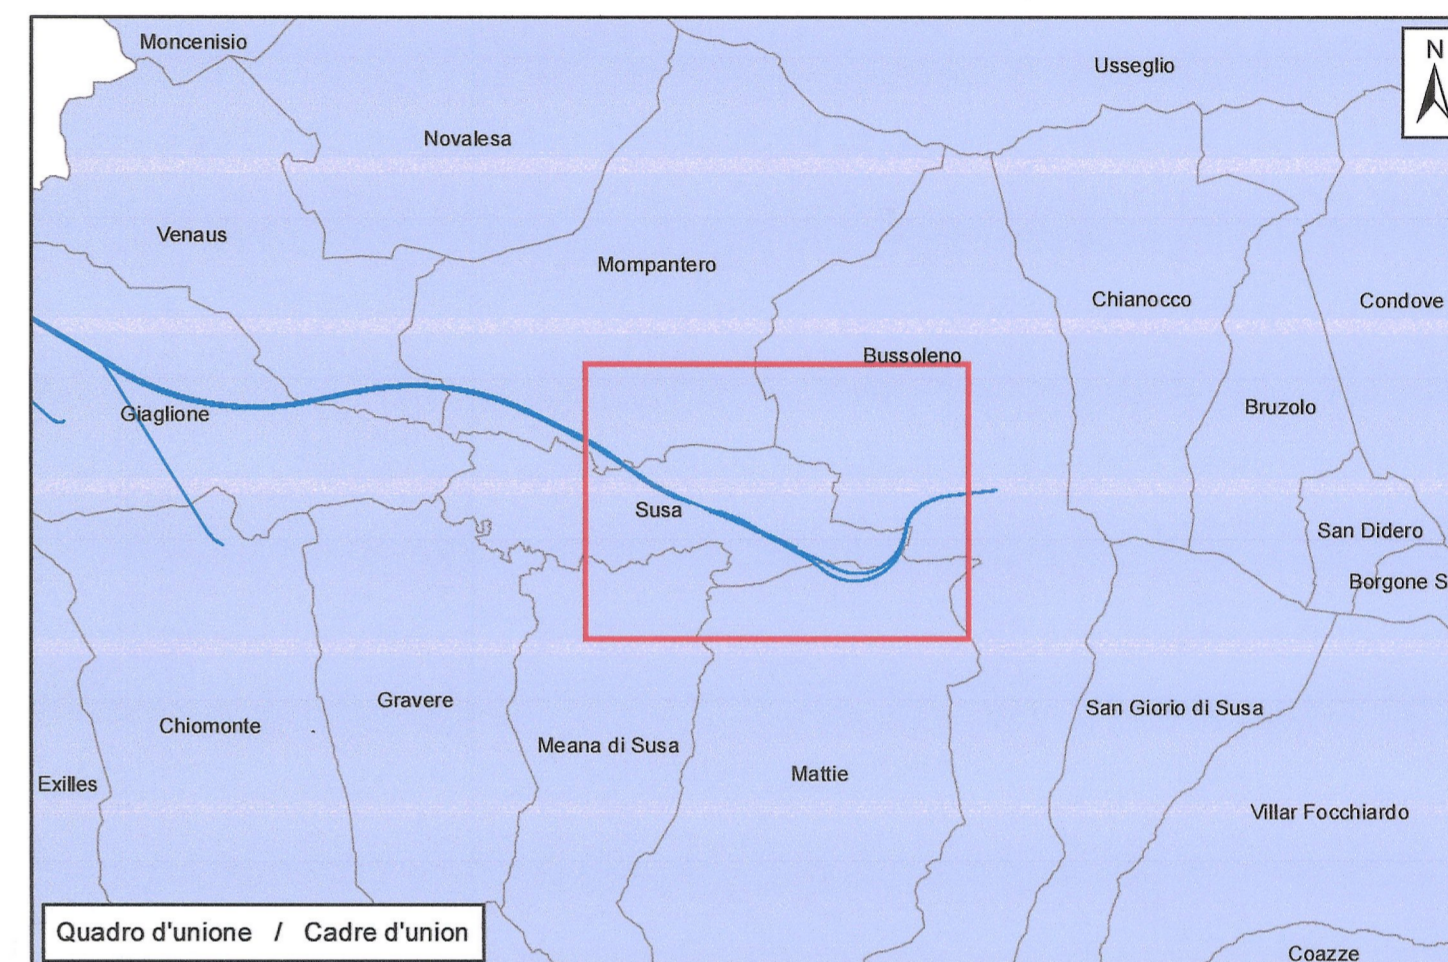 Moncenisio
N
Usseglio
Novalesa
Venaus
Mompantero
Chianocco
Condove
Bussoleno
Bruzolo
Giaglione
Susa
San Didero
Borgone S
Gravere
San Giorio di Susa
Chiomonte
Meana di Susa
Mattie
Exilles
Villar Focchiardo
Quadro d'unione / Cadre d'union
Coazze